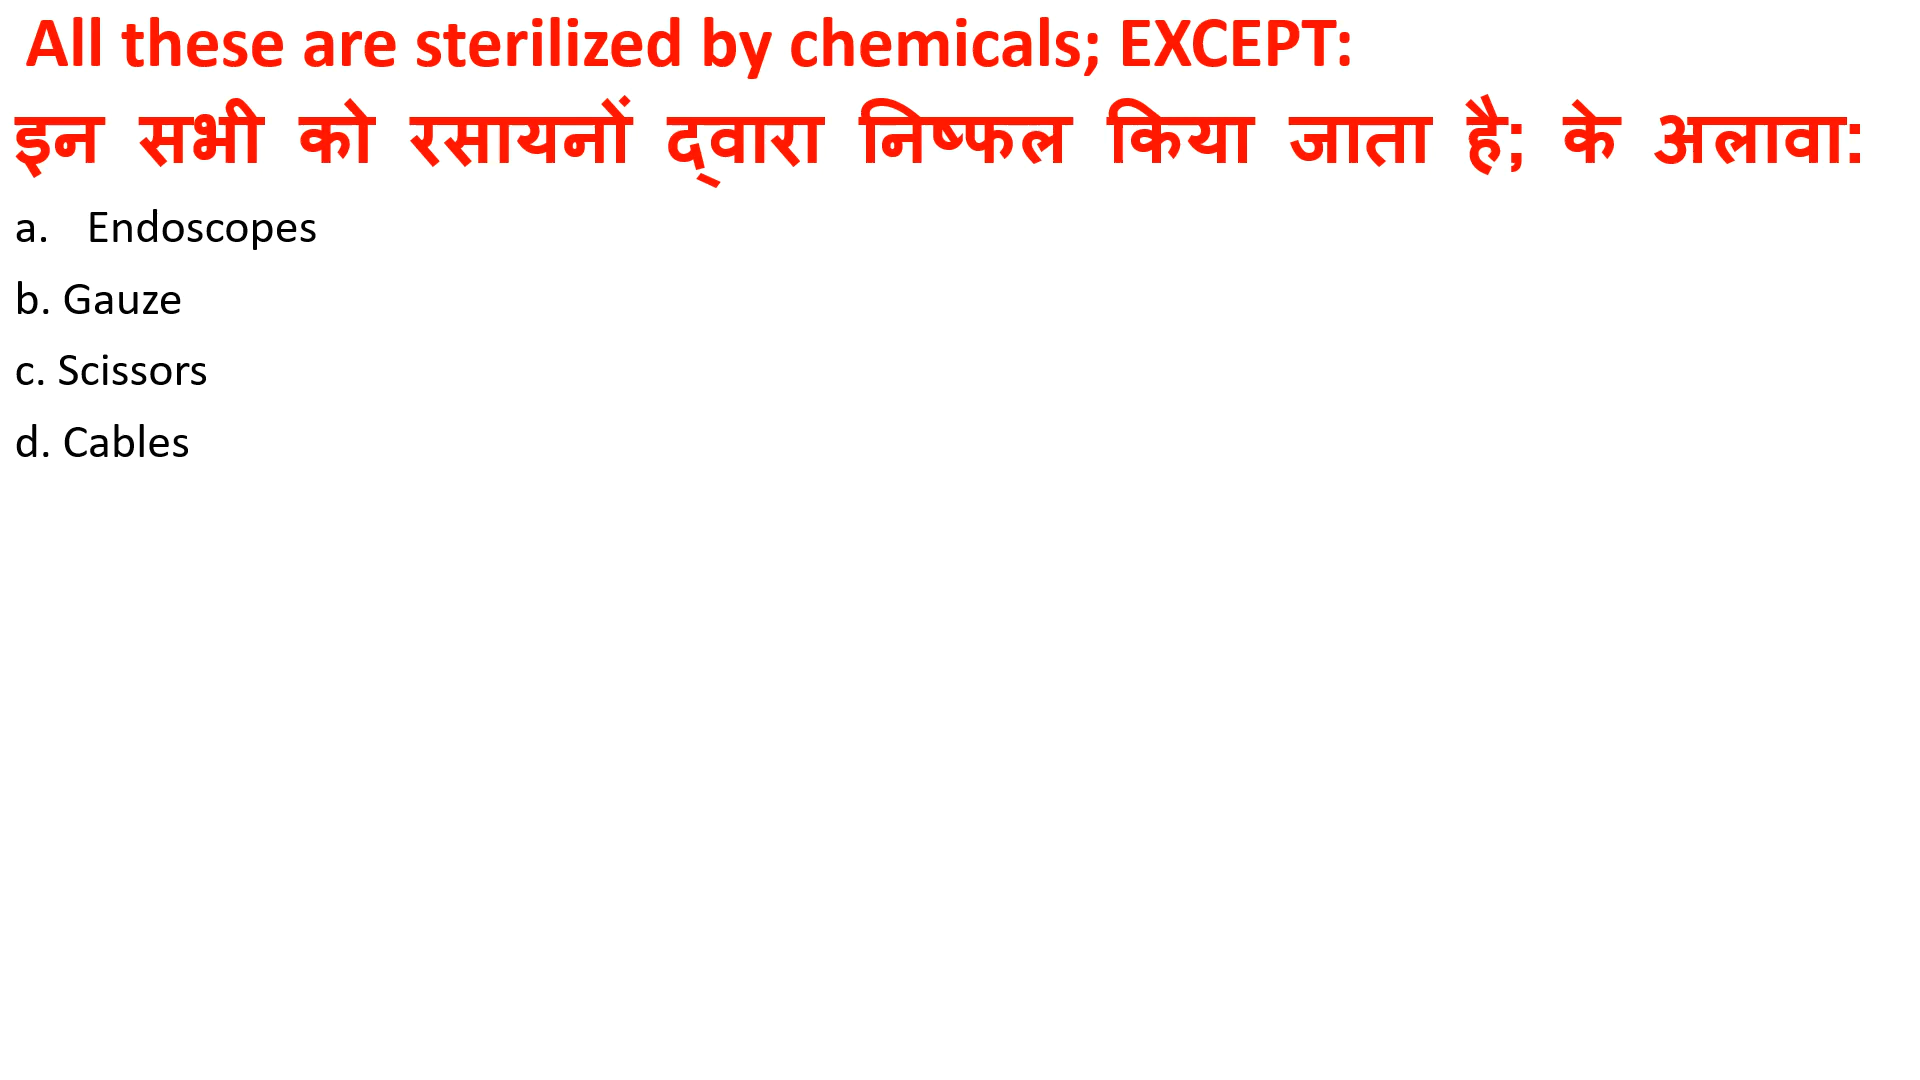 All these are sterilized by chemicals; EXCEPT:
इन सभी को रसायनों द्वारा निष्फल किया जाता है; के अलावा:
a. Endoscopes
b. Gauze
c. Scissors
d. Cables